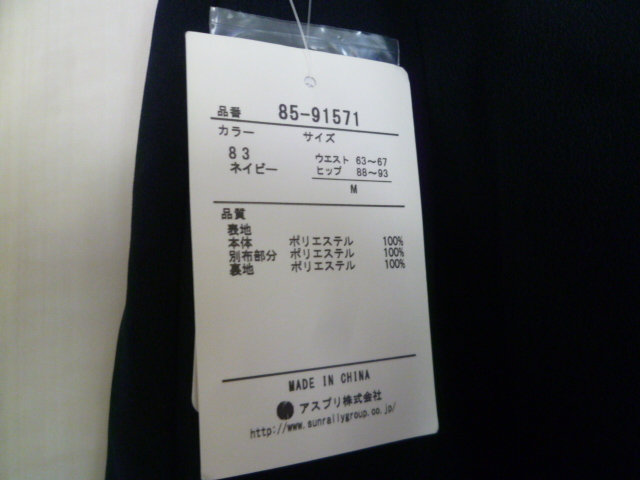 品番 85-91571
カラー サイズ
83 ウエスト 63～67
ネイビー ヒップ 88～93
M
品質
表地
本体 ポリエステル 100%
別布部分 ポリエステル 100%
裏地 ポリエステル 100%
MADE IN CHINA
アスプリ株式会社
http://www.sunrallygroup.co.jp/